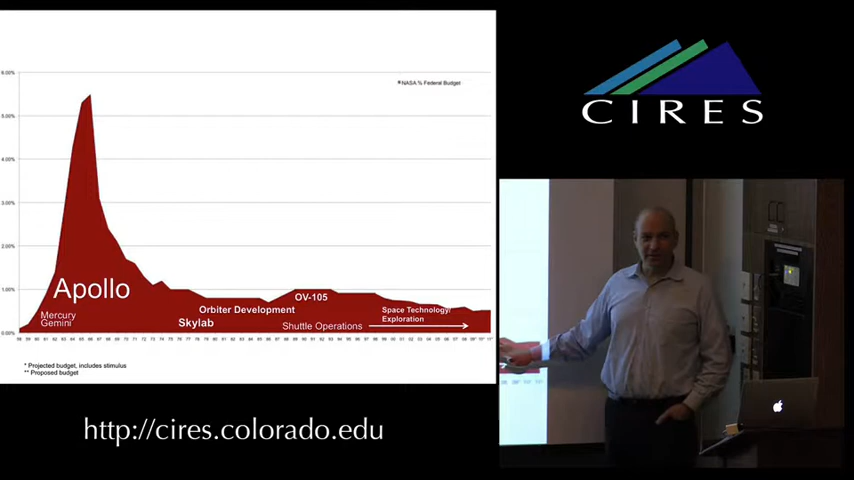 6.00%
NASA % Federal Budget
5.00%
4.00%
3.00%
2.00%
1.00%
Apollo
OV-105
Orbiter Development
Space Technology/
Exploration
Mercury
Gemini
Skylab
Shuttle Operations
0.00%
* Projected budget, includes stimulus
** Proposed budget
http://cires.colorado.edu
CIRES